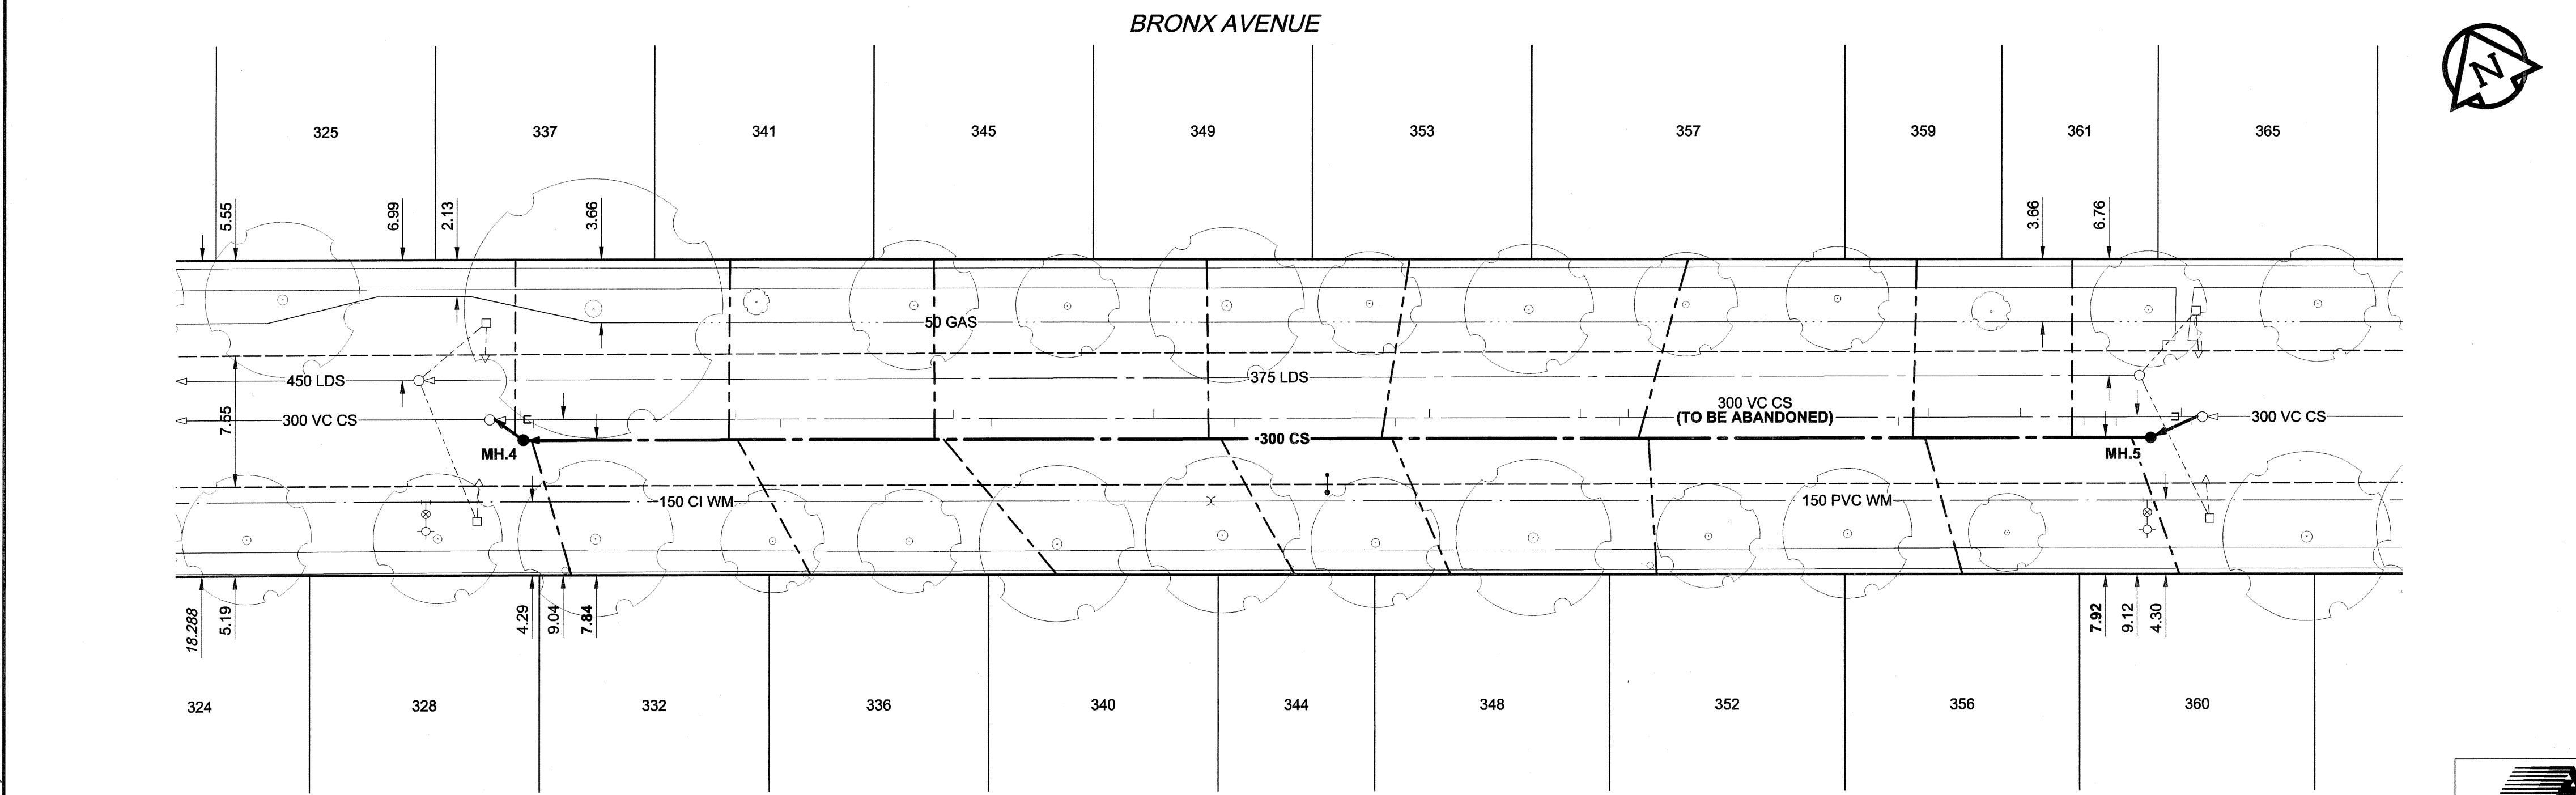 BRONX AVENUE
N
325 337 341 345 349 353 357 359 361 365
5.55 6.99 2.13 3.66 3.66 6.76
50 GAS
450 LDS 375 LDS
7.55
300 VC CS 300 VC CS 300 VC CS
(TO BE ABANDONED)
300 CS
MH.4 MH.5
150 CI WM 150 PVC WM
18.288 5.19 4.29 9.04 7.84 7.92 9.12 4.30
324 328 332 336 340 344 348 352 356 360